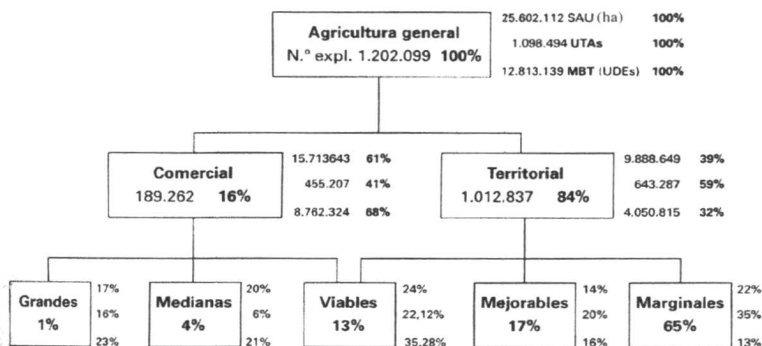 Agricultura general
N.° expl. 1.202.099 100%
25.602.112 SAU (ha) 100%
1.098.494 UTAs 100%
12.813.139 MBT (UDEs) 100%
Comercial
189.262 16%
15.713643 61%
455.207 41%
8.762.324 68%
Territorial
1.012.837 84%
9.888.649 39%
643.287 59%
4.050.815 32%
Grandes
1%
17%
16%
23%
Medianas
4%
20%
6%
21%
Viables
13%
24%
22,12%
35,28%
Mejorables
17%
14%
20%
16%
Marginales
65%
22%
35%
13%